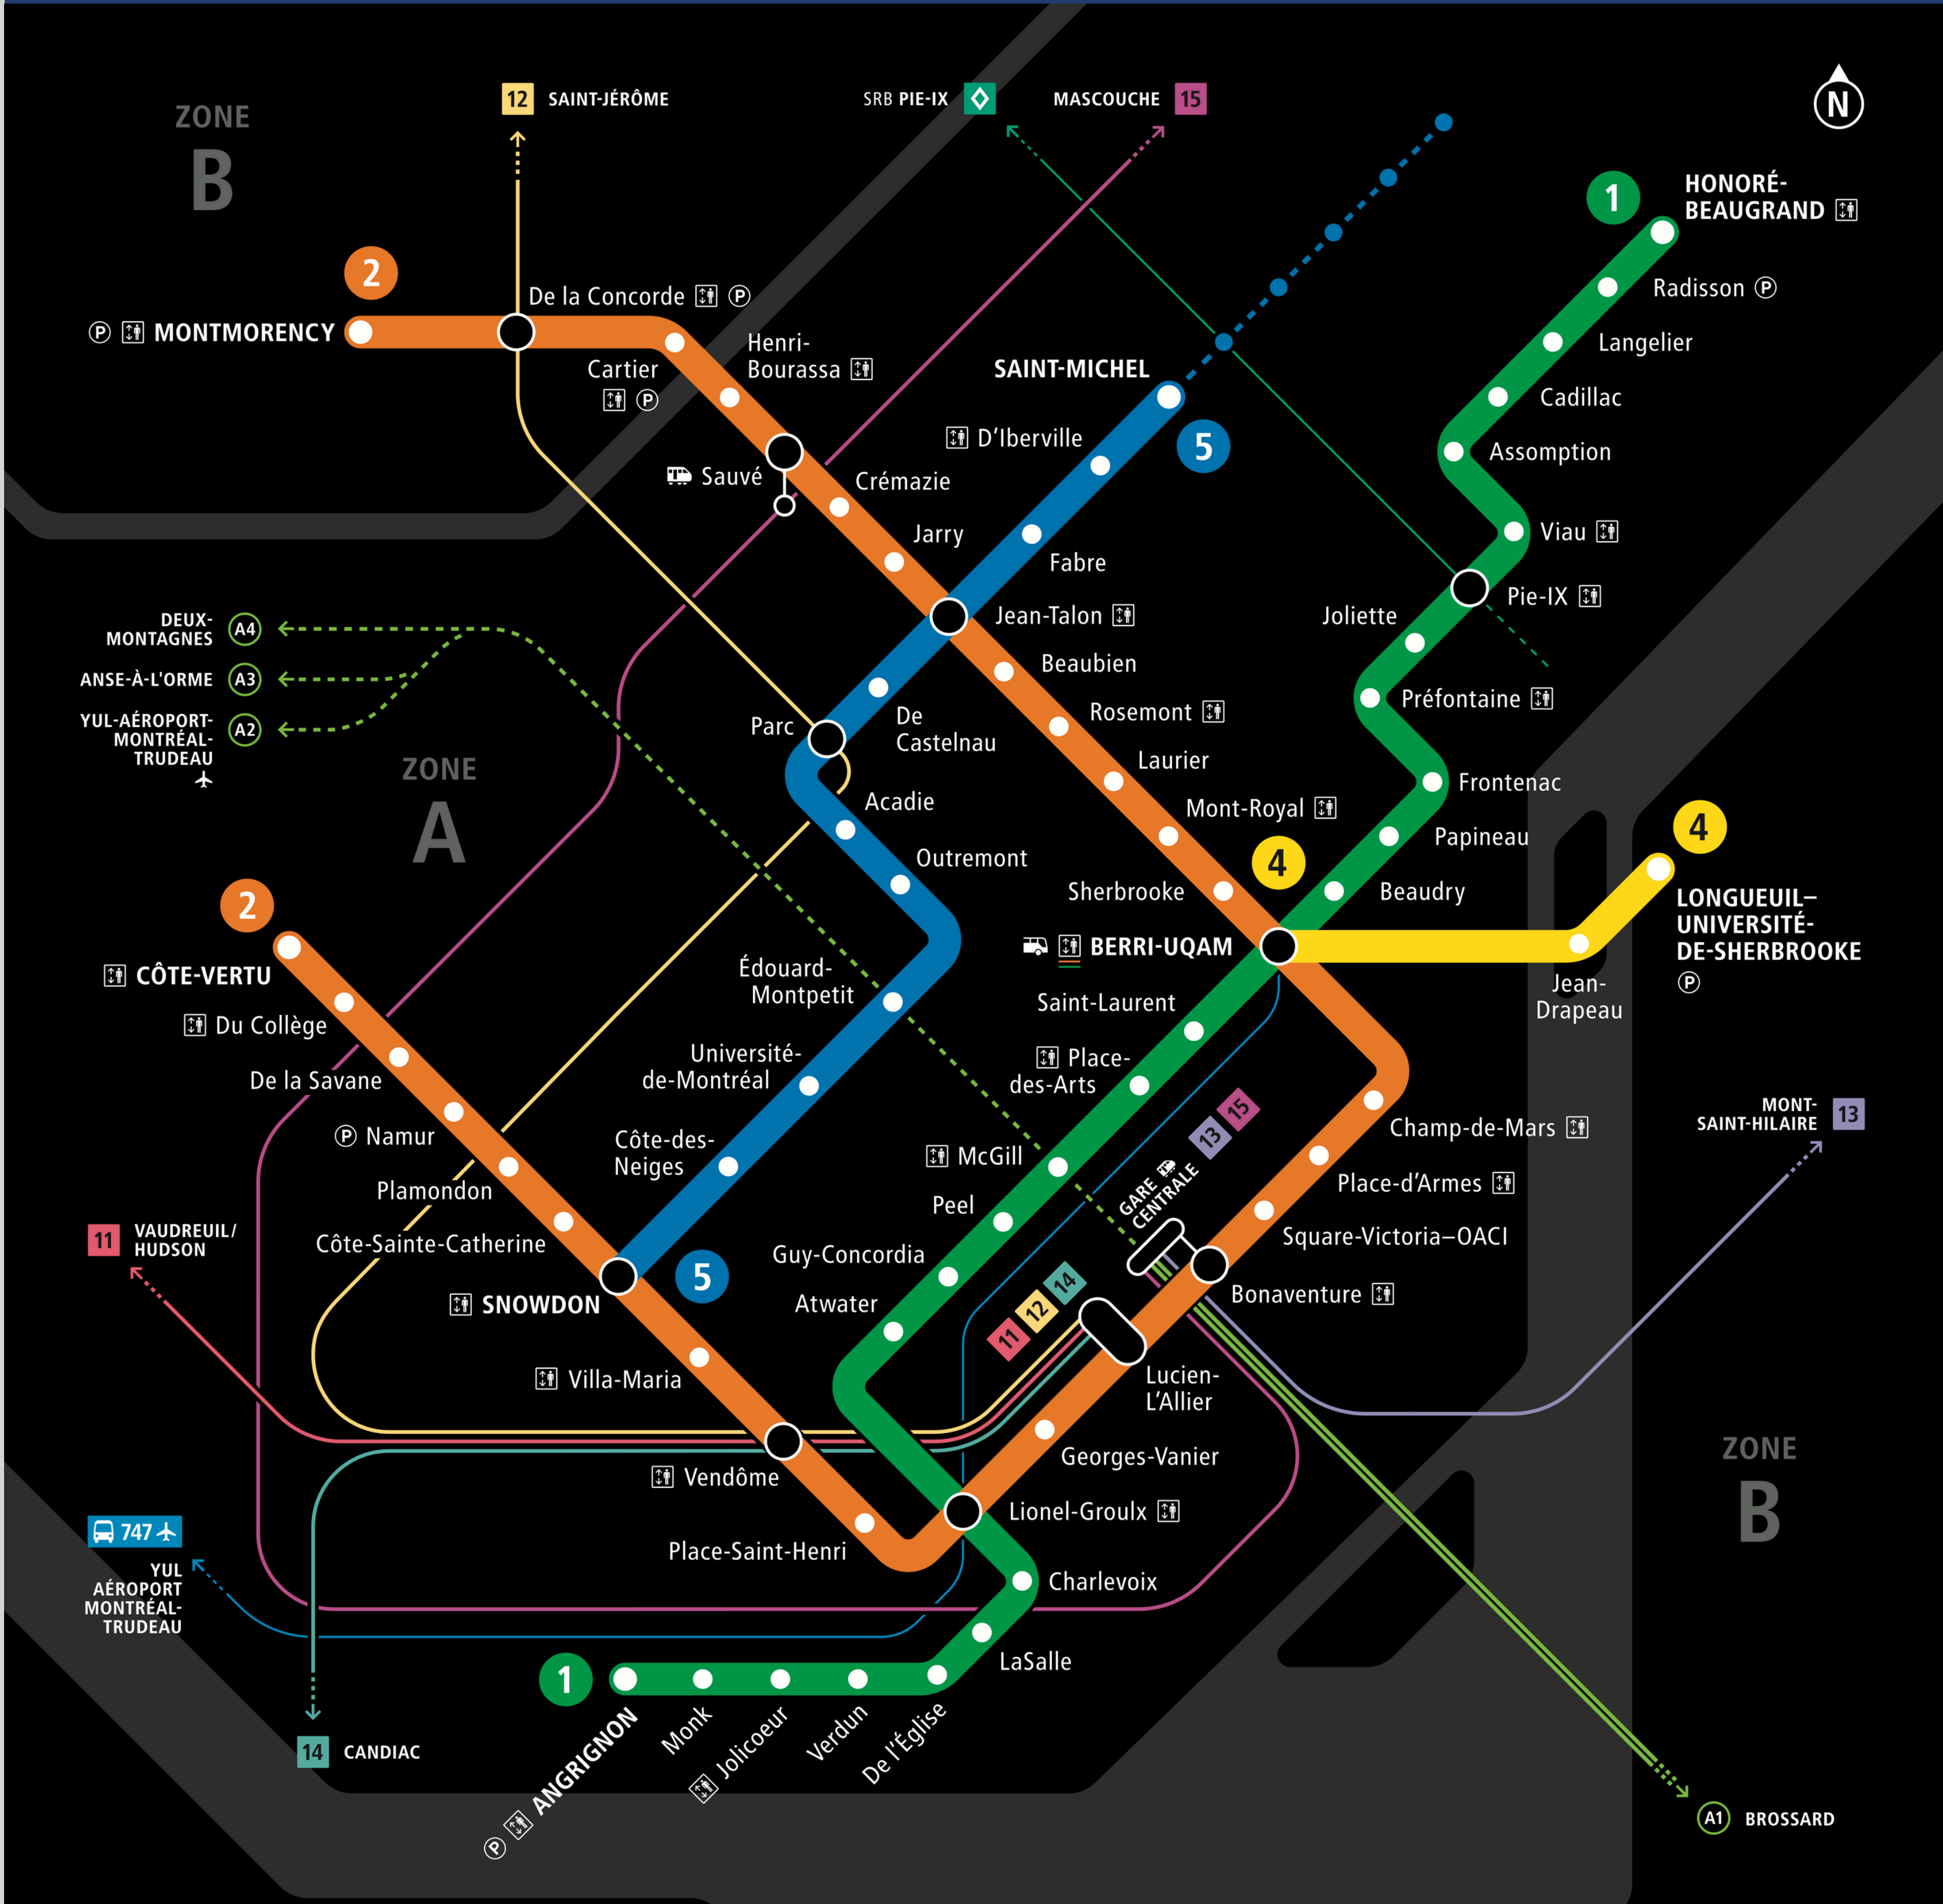 ZONE
B
12 SAINT-JÉRÔME
SRB PIE-IX
MASCOUCHE 15
N
1
HONORÉ-
BEAUGRAND
Radisson P
Langelier
Cadillac
Assomption
Viau
Pie-IX
Joliette
Préfontaine
Frontenac
Papineau
Beaudry
2
P MONTMORENCY
De la Concorde P
Cartier
P
Henri-
Bourassa
Sauvé
Crémazie
Jarry
SAINT-MICHEL
5
D'Iberville
Fabre
Jean-Talon
Beaubien
Rosemont
Laurier
Mont-Royal
Sherbrooke
4
BERRI-UQAM
4
LONGUEUIL–
UNIVERSITÉ-
DE-SHERBROOKE
P
Jean-
Drapeau
DEUX-
MONTAGNES A4
ANSE-À-L'ORME A3
YUL-AÉROPORT-
MONTRÉAL-
TRUDEAU
A2
ZONE
A
Parc
De
Castelnau
Acadie
Outremont
Édouard-
Montpetit
Université-
de-Montréal
Côte-des-
Neiges
2
CÔTE-VERTU
Du Collège
De la Savane
P Namur
Plamondon
Côte-Sainte-Catherine
SNOWDON
5
Villa-Maria
Vendôme
Place-Saint-Henri
Saint-Laurent
Place-
des-Arts
McGill
Peel
Guy-Concordia
Atwater
GARE
CENTRALE
13 15
Champ-de-Mars
Place-d'Armes
Square-Victoria–OACI
Bonaventure
11 12 14
Lucien-
L'Allier
Georges-Vanier
Lionel-Groulx
Charlevoix
LaSalle
MONT-
SAINT-HILAIRE 13
ZONE
B
11 VAUDREUIL/
HUDSON
747
YUL
AÉROPORT
MONTRÉAL-
TRUDEAU
14 CANDIAC
1
P ANGRIGNON
Monk
Jolicoeur
Verdun
De l'Église
A1 BROSSARD